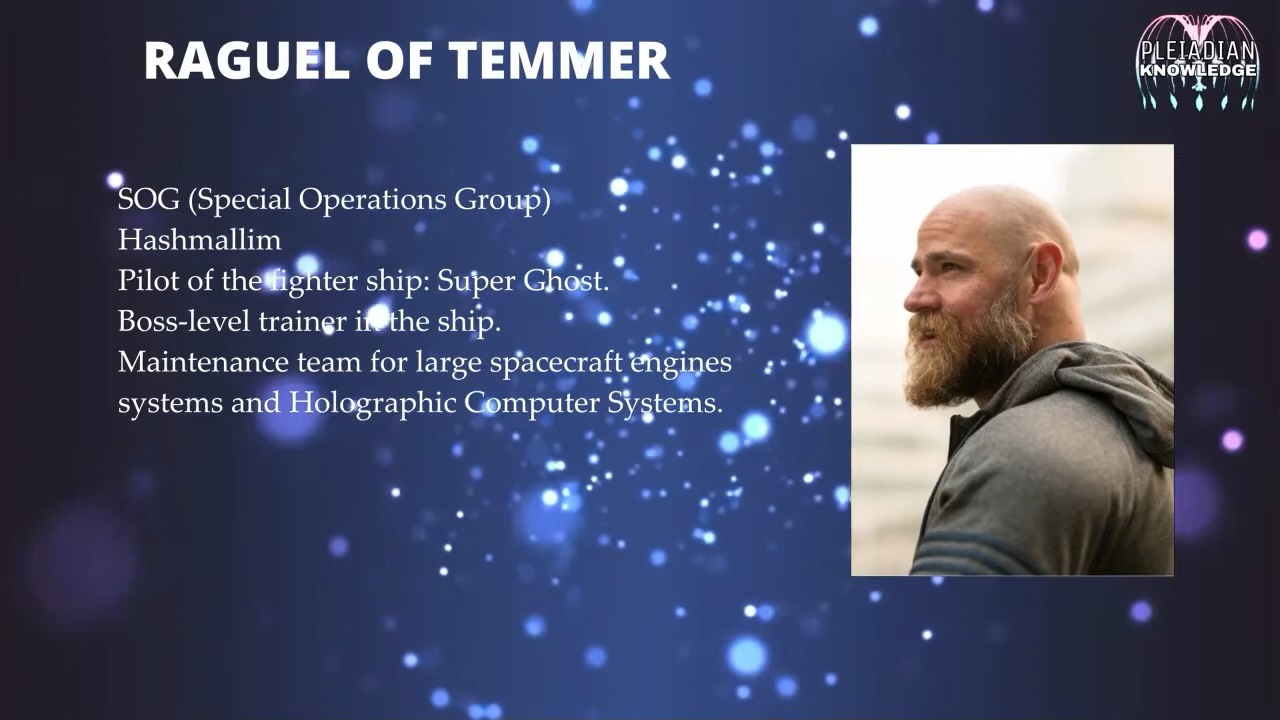 RAGUEL OF TEMMER
PLEIADIAN
KNOWLEDGE
SOG (Special Operations Group)
Hashmallim
Pilot of the fighter ship: Super Ghost.
Boss-level trainer in the ship.
Maintenance team for large spacecraft engines
systems and Holographic Computer Systems.